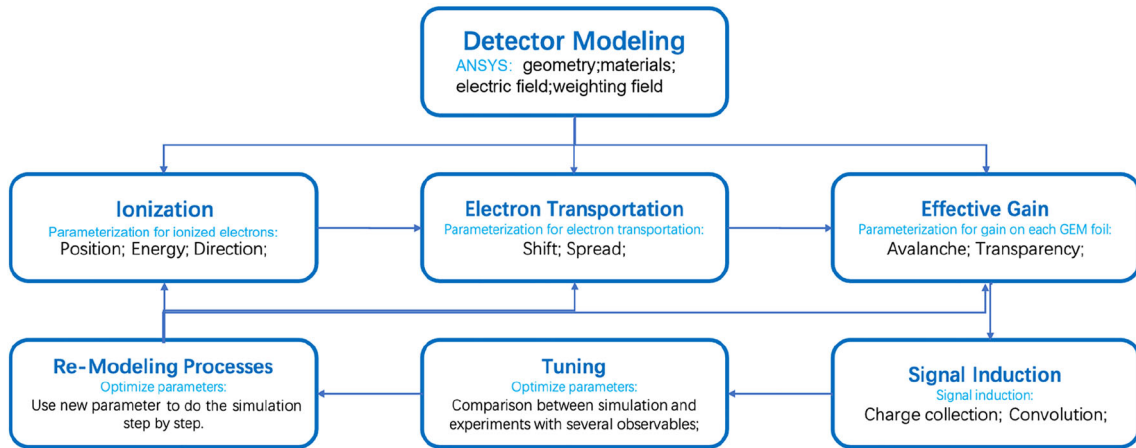 Detector Modeling
ANSYS: geometry;materials;
electric field;weighting field
Ionization
Parameterization for ionized electrons:
Position; Energy; Direction;
Electron Transportation
Parameterization for electron transportation:
Shift; Spread;
Effective Gain
Parameterization for gain on each GEM foil:
Avalanche; Transparency;
Re-Modeling Processes
Optimize parameters:
Use new parameter to do the simulation
step by step.
Tuning
Optimize parameters:
Comparison between simulation and
experiments with several observables;
Signal Induction
Signal induction:
Charge collection; Convolution;